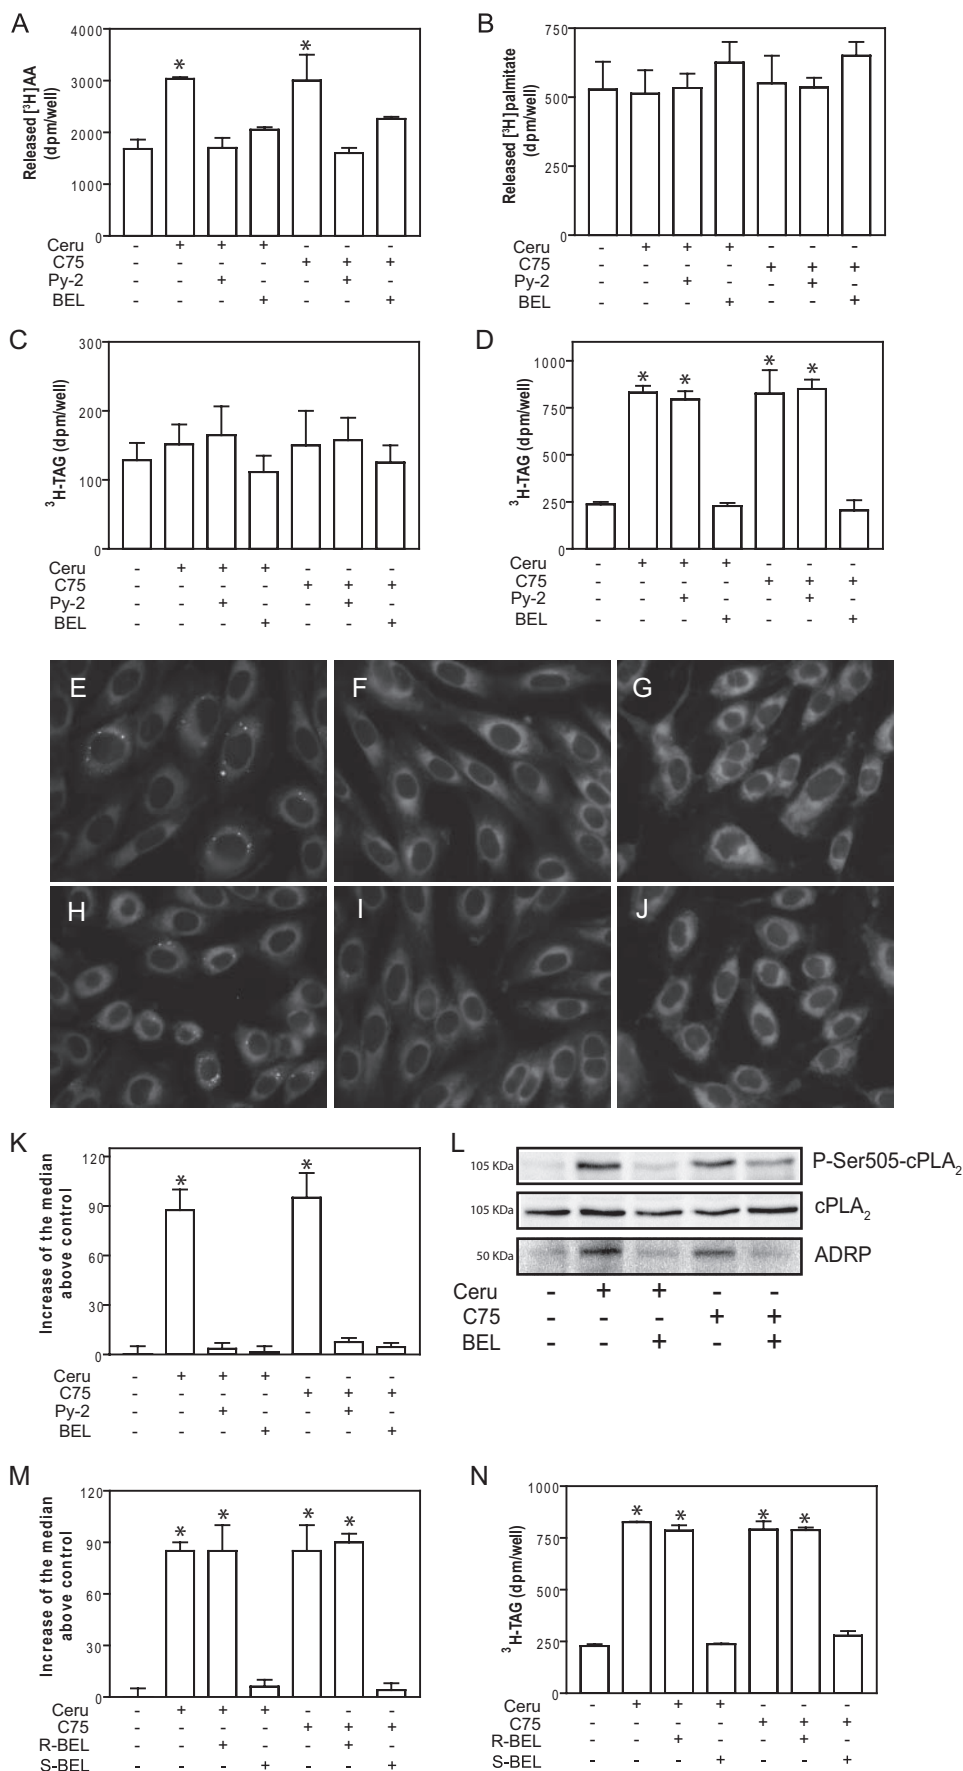 A
Released [³H]AA
(dpm/well)
4000
3000
2000
1000
0
* *
Ceru - + + + - - -
C75 - - - - + + +
Py-2 - - + - - + -
BEL - - - + - - +
B
Released [³H]palmitate
(dpm/well)
750
500
250
0
Ceru - + + + - - -
C75 - - - - + + +
Py-2 - - + - - + -
BEL - - - + - - +
C
³H-TAG (dpm/well)
300
200
100
0
Ceru - + + + - - -
C75 - - - - + + +
Py-2 - - + - - + -
BEL - - - + - - +
D
³H-TAG (dpm/well)
1000
750
500
250
0
* * * *
Ceru - + + + - - -
C75 - - - - + + +
Py-2 - - + - - + -
BEL - - - + - - +
E F G
H I J
K
Increase of the median
above control
120
90
60
30
0
* *
Ceru - + + + - - -
C75 - - - - + + +
Py-2 - - + - - + -
BEL - - - + - - +
L
105 KDa P-Ser505-cPLA₂
105 KDa cPLA₂
50 KDa ADRP
Ceru - + + - -
C75 - - - + +
BEL - - + - +
M
Increase of the median
above control
120
90
60
30
0
* * * *
Ceru - + + + - - -
C75 - - - - + + +
R-BEL - - + - - + -
S-BEL - - - + - - +
N
³H-TAG (dpm/well)
1000
750
500
250
0
* * * *
Ceru - + + + - - -
C75 - - - - + + +
R-BEL - - + - - + -
S-BEL - - - + - - +